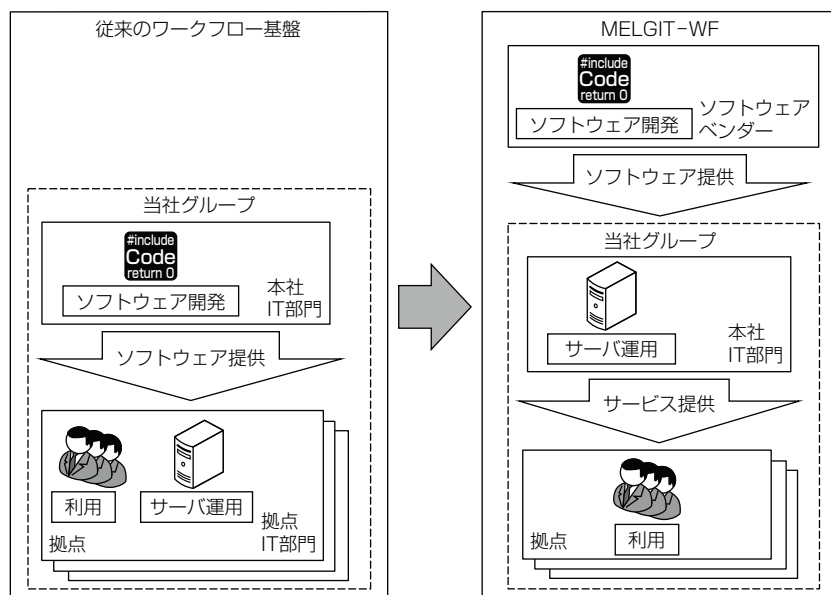 従来のワークフロー基盤
当社グループ
#include
Code
return 0
ソフトウェア開発
本社
IT部門
ソフトウェア提供
利用
サーバ運用
拠点
拠点
IT部門
MELGIT-WF
#include
Code
return 0
ソフトウェア開発
ソフトウェア
ベンダー
ソフトウェア提供
当社グループ
サーバ運用
本社
IT部門
サービス提供
拠点
利用